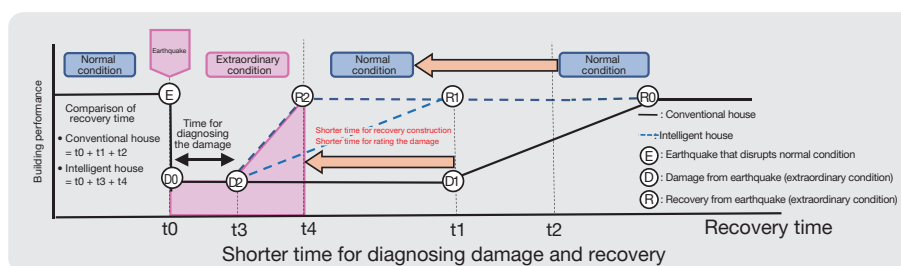 Earthquake
Normal
condition
Extraordinary
condition
Normal
condition
Normal
condition
E
R2
R1
R0
Building perfomance
Comparison of
recovery time
• Conventional house
= t0 + t1 + t2
• Intelligent house
= t0 + t3 + t4
Time for
diagnosing
the damage
Shorter time for recovery construction
Shorter time for rating the damage
D0
D2
D1
: Conventional house
:Intelligent house
E : Earthquake that disrupts normal condition
D : Damage from earthquake (extraordinary condition)
R : Recovery from earthquake (extraordinary condition)
t0
t3
t4
t1
t2
Recovery time
Shorter time for diagnosing damage and recovery